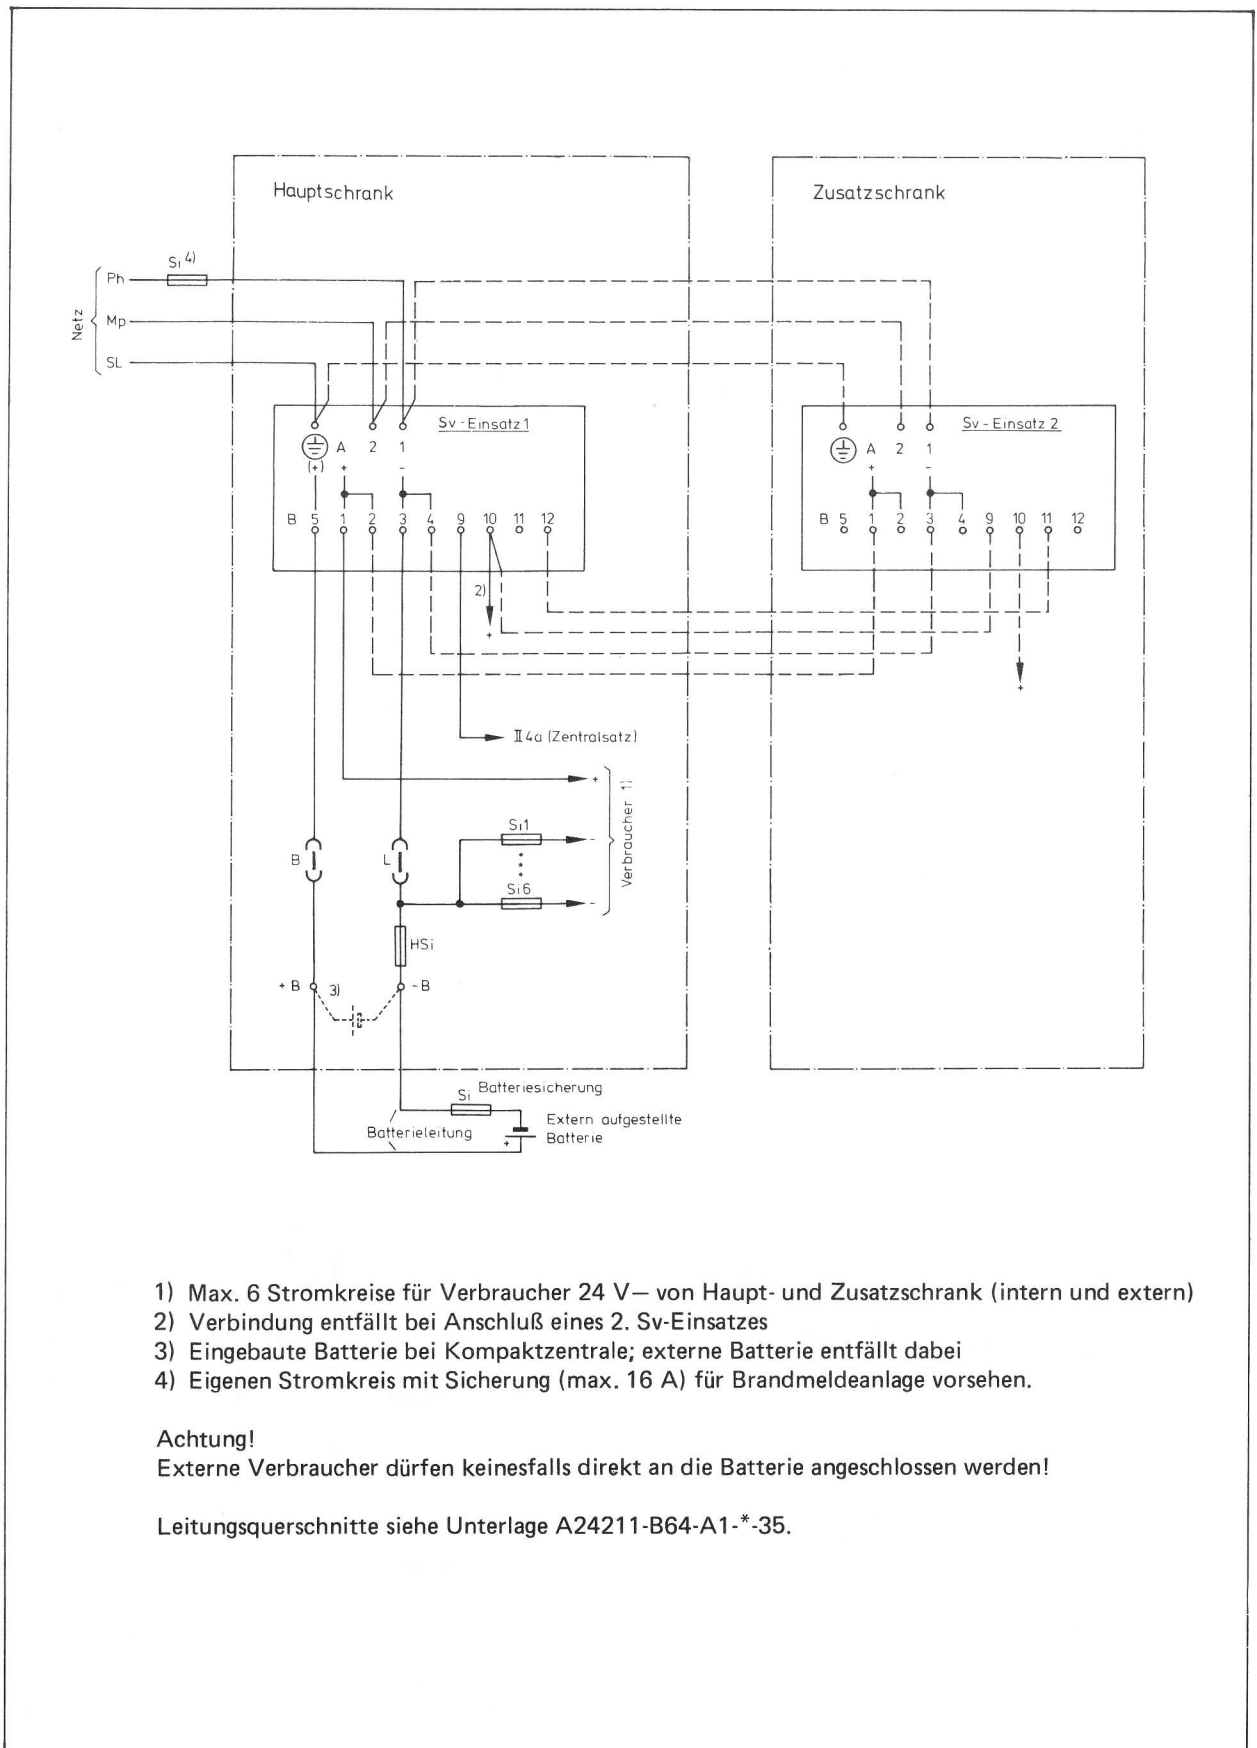 Hauptschrank
Zusatzschrank
Si 4)
Netz
Ph
Mp
SL
Sv-Einsatz 1
A 2 1
(+) + -
B 5 1 2 3 4 9 10 11 12
Sv-Einsatz 2
A 2 1
+ -
B 5 1 2 3 4 9 10 11 12
2)
+
+
II 4a (Zentralsatz)
+
Verbraucher 1)
Si1
-
B
L
Si6
-
HSi
+B
3)
-B
Batteriesicherung
Si
Batterieleitung
Extern aufgestellte
Batterie
+
1) Max. 6 Stromkreise für Verbraucher 24 V— von Haupt- und Zusatzschrank (intern und extern)
2) Verbindung entfällt bei Anschluß eines 2. Sv-Einsatzes
3) Eingebaute Batterie bei Kompaktzentrale; externe Batterie entfällt dabei
4) Eigenen Stromkreis mit Sicherung (max. 16 A) für Brandmeldeanlage vorsehen.
Achtung!
Externe Verbraucher dürfen keinesfalls direkt an die Batterie angeschlossen werden!
Leitungsquerschnitte siehe Unterlage A24211-B64-A1-*-35.